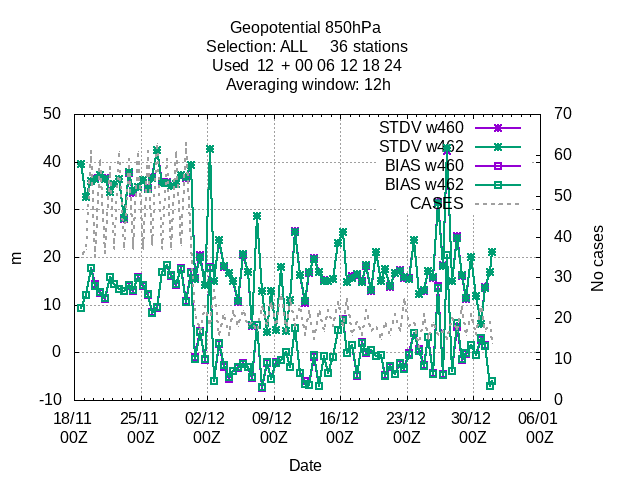 Geopotential 850hPa
Selection: ALL 36 stations
Used 12 + 00 06 12 18 24
Averaging window: 12h
50
40
30
20
10
0
-10
m
70
60
50
40
30
20
10
0
No cases
STDV w460
STDV w462
BIAS w460
BIAS w462
CASES
18/11 25/11 02/12 09/12 16/12 23/12 30/12 06/01
00Z 00Z 00Z 00Z 00Z 00Z 00Z 00Z
Date